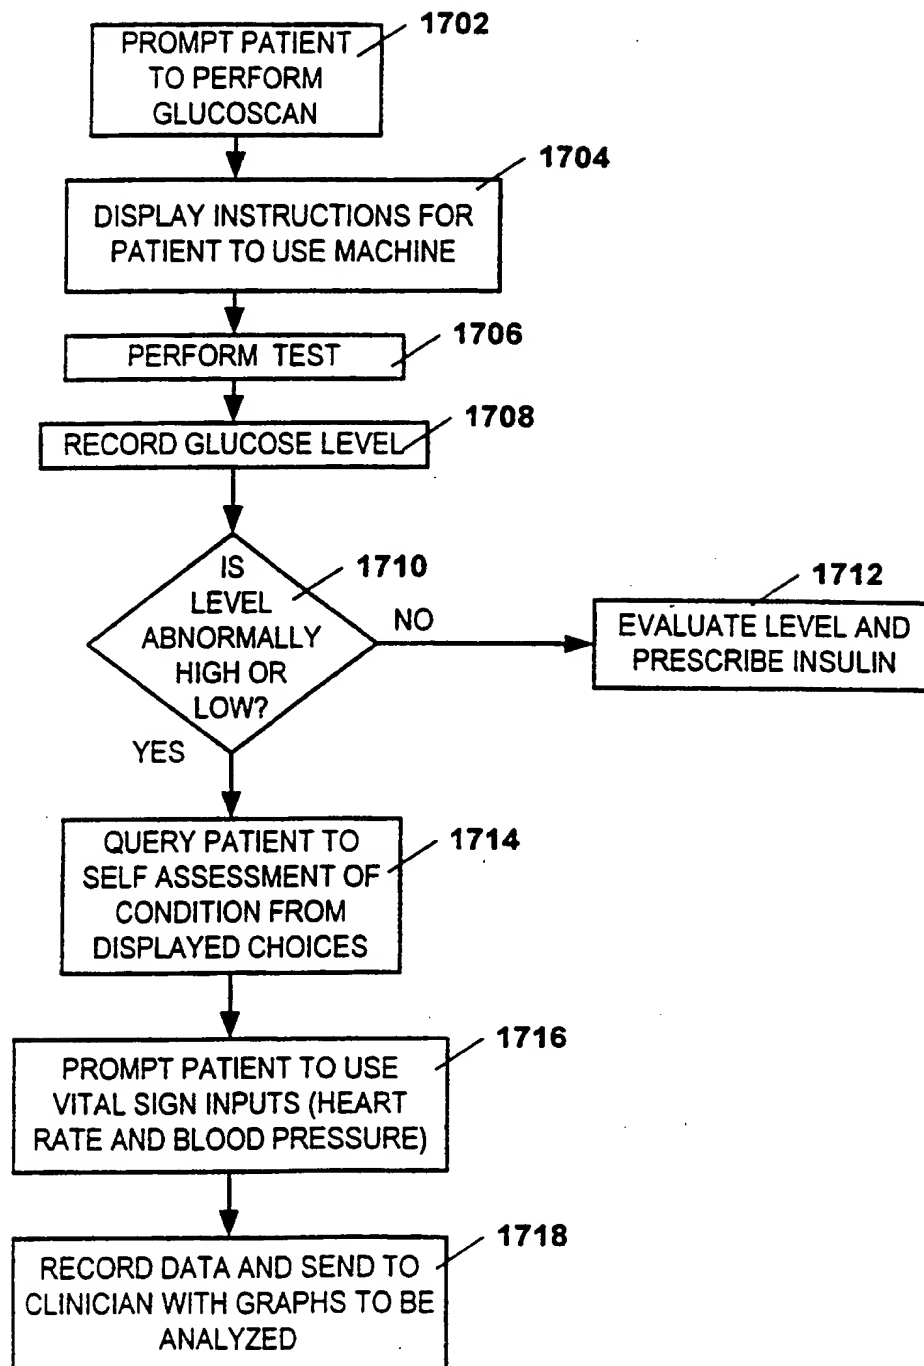 1702
PROMPT PATIENT
TO PERFORM
GLUCOSCAN
1704
DISPLAY INSTRUCTIONS FOR
PATIENT TO USE MACHINE
1706
PERFORM TEST
1708
RECORD GLUCOSE LEVEL
1710
IS
LEVEL
ABNORMALLY
HIGH OR
LOW?
NO
1712
EVALUATE LEVEL AND
PRESCRIBE INSULIN
YES
1714
QUERY PATIENT TO
SELF ASSESSMENT OF
CONDITION FROM
DISPLAYED CHOICES
1716
PROMPT PATIENT TO USE
VITAL SIGN INPUTS (HEART
RATE AND BLOOD PRESSURE)
1718
RECORD DATA AND SEND TO
CLINICIAN WITH GRAPHS TO BE
ANALYZED